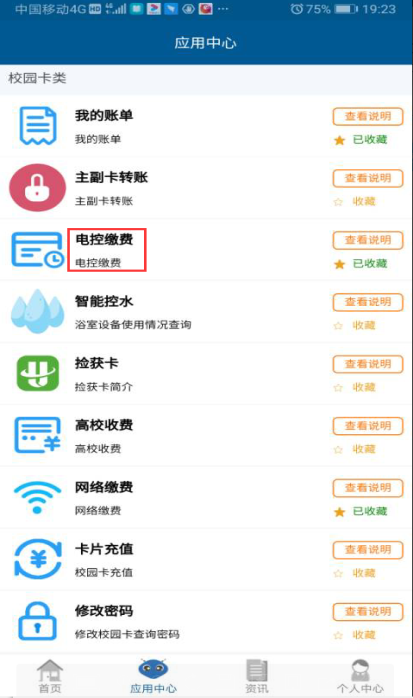 中国移动4G HD 46 75% 19:23
应用中心
校园卡类
我的账单
查看说明
我的账单
已收藏
主副卡转账
查看说明
主副卡转账
收藏
电控缴费
查看说明
电控缴费
已收藏
智能控水
查看说明
浴室设备使用情况查询
收藏
捡获卡
查看说明
捡获卡简介
收藏
高校收费
查看说明
高校收费
收藏
网络缴费
查看说明
网络缴费
已收藏
卡片充值
查看说明
校园卡充值
收藏
修改密码
查看说明
修改校园卡查询密码
收藏
首页 应用中心 资讯 个人中心